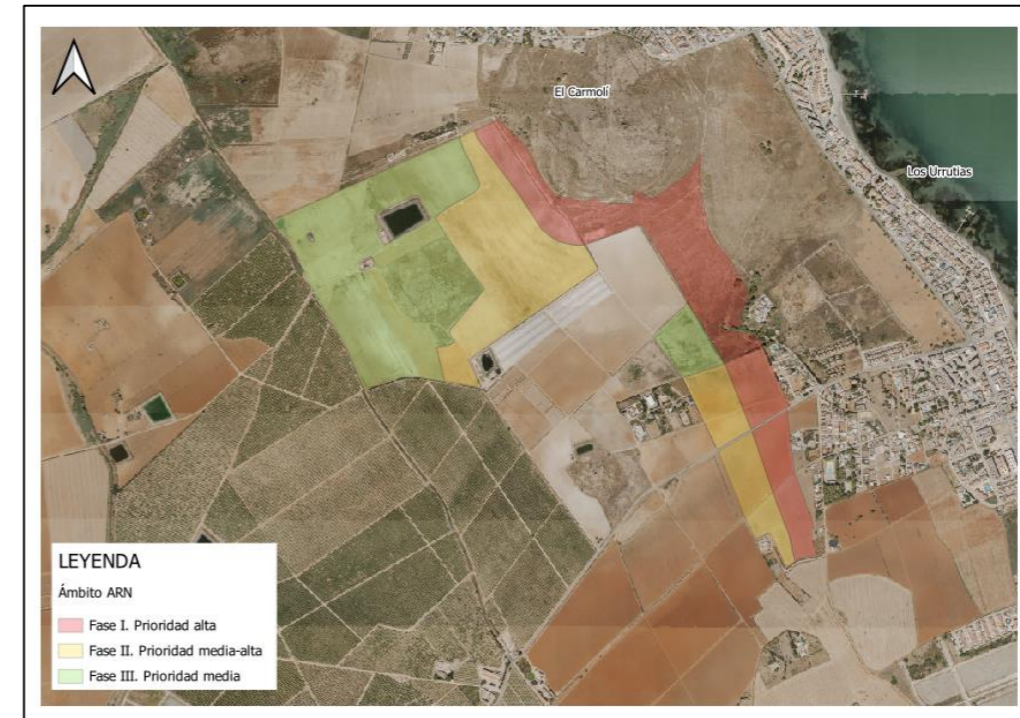 El Carmolí
Los Urrutias
LEYENDA
Ámbito ARN
Fase I. Prioridad alta
Fase II. Prioridad media-alta
Fase III. Prioridad media